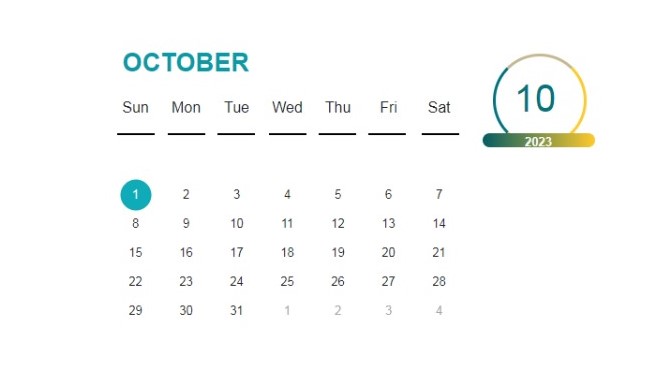 OCTOBER
10
2023
Sun Mon Tue Wed Thu Fri Sat
1 2 3 4 5 6 7
8 9 10 11 12 13 14
15 16 17 18 19 20 21
22 23 24 25 26 27 28
29 30 31 1 2 3 4